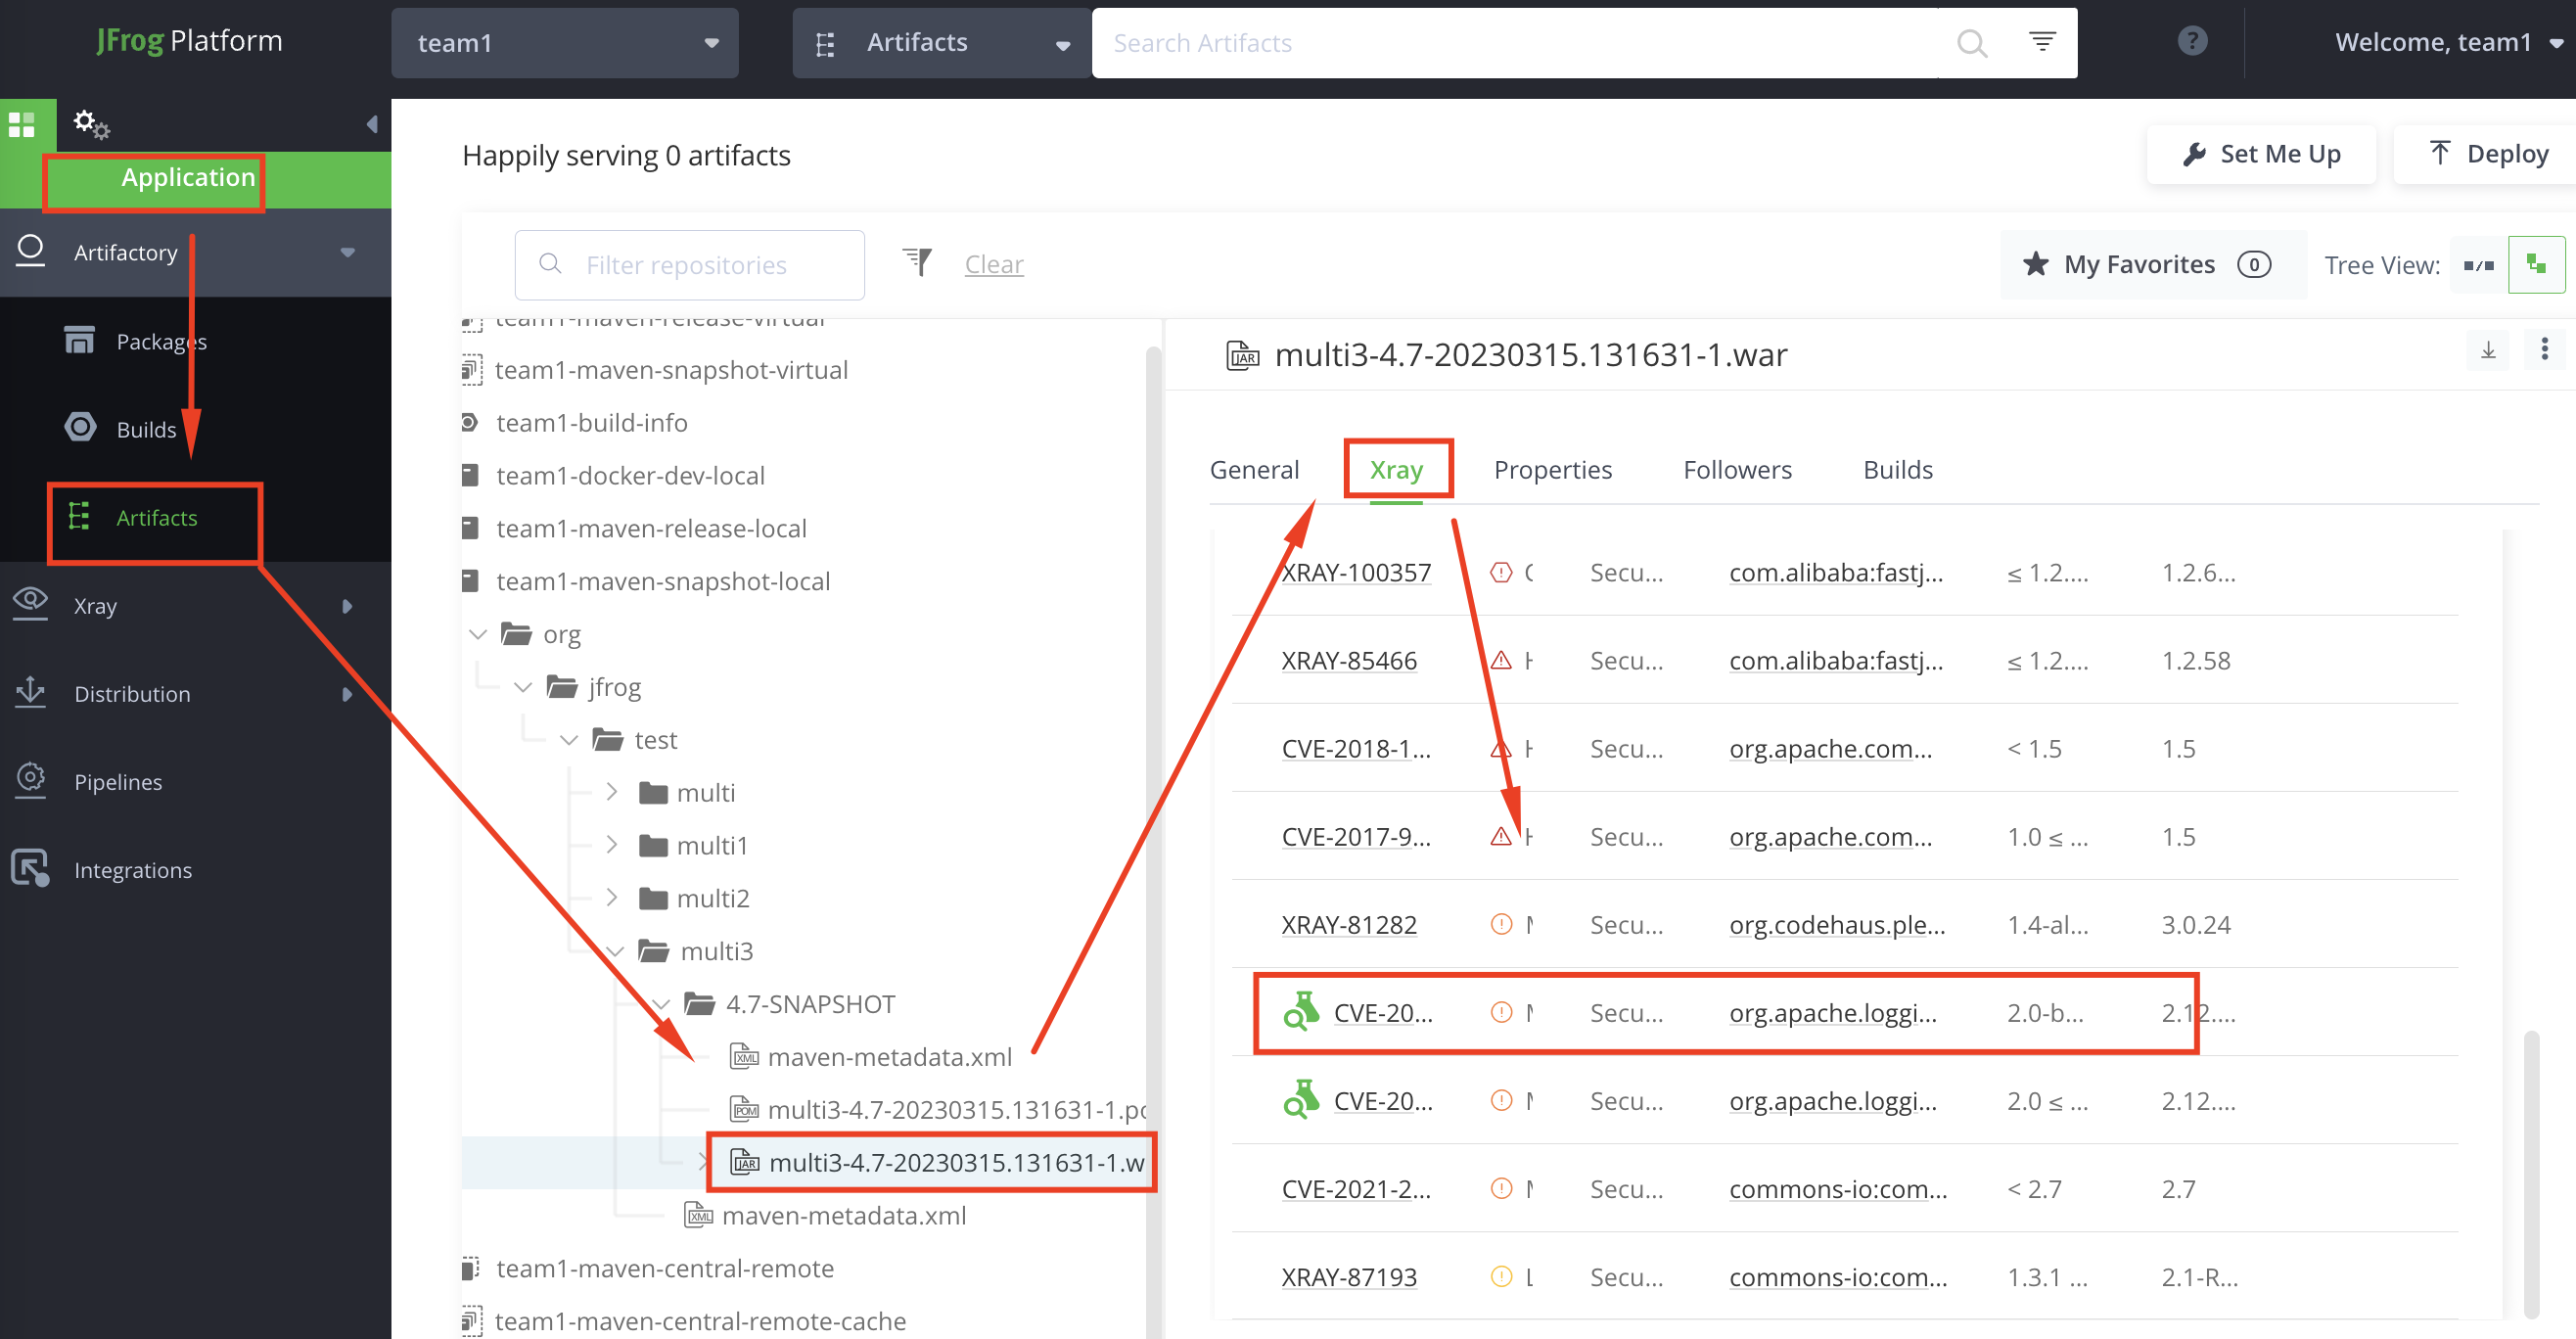 JFrog Platform
team1
Artifacts
Search Artifacts
?
Welcome, team1
Application
Artifactory
Packages
Builds
Artifacts
Xray
Distribution
Pipelines
Integrations
Happily serving 0 artifacts
Set Me Up
Deploy
Filter repositories
Clear
My Favorites 0
Tree View:
team1-maven-release-virtual
team1-maven-snapshot-virtual
team1-build-info
team1-docker-dev-local
team1-maven-release-local
team1-maven-snapshot-local
org
jfrog
test
multi
multi1
multi2
multi3
4.7-SNAPSHOT
XML maven-metadata.xml
POM multi3-4.7-20230315.131631-1.po
JAR multi3-4.7-20230315.131631-1.w
XML maven-metadata.xml
team1-maven-central-remote
team1-maven-central-remote-cache
JAR multi3-4.7-20230315.131631-1.war
General Xray Properties Followers Builds
XRAY-100357 Secu... com.alibaba:fastj... ≤ 1.2.... 1.2.6...
XRAY-85466 Secu... com.alibaba:fastj... ≤ 1.2.... 1.2.58
CVE-2018-1... Secu... org.apache.com... < 1.5 1.5
CVE-2017-9... Secu... org.apache.com... 1.0 ≤ ... 1.5
XRAY-81282 Secu... org.codehaus.ple... 1.4-al... 3.0.24
CVE-20... Secu... org.apache.loggi... 2.0-b... 2.12....
CVE-20... Secu... org.apache.loggi... 2.0 ≤ ... 2.12....
CVE-2021-2... Secu... commons-io:com... < 2.7 2.7
XRAY-87193 Secu... commons-io:com... 1.3.1 ... 2.1-R...